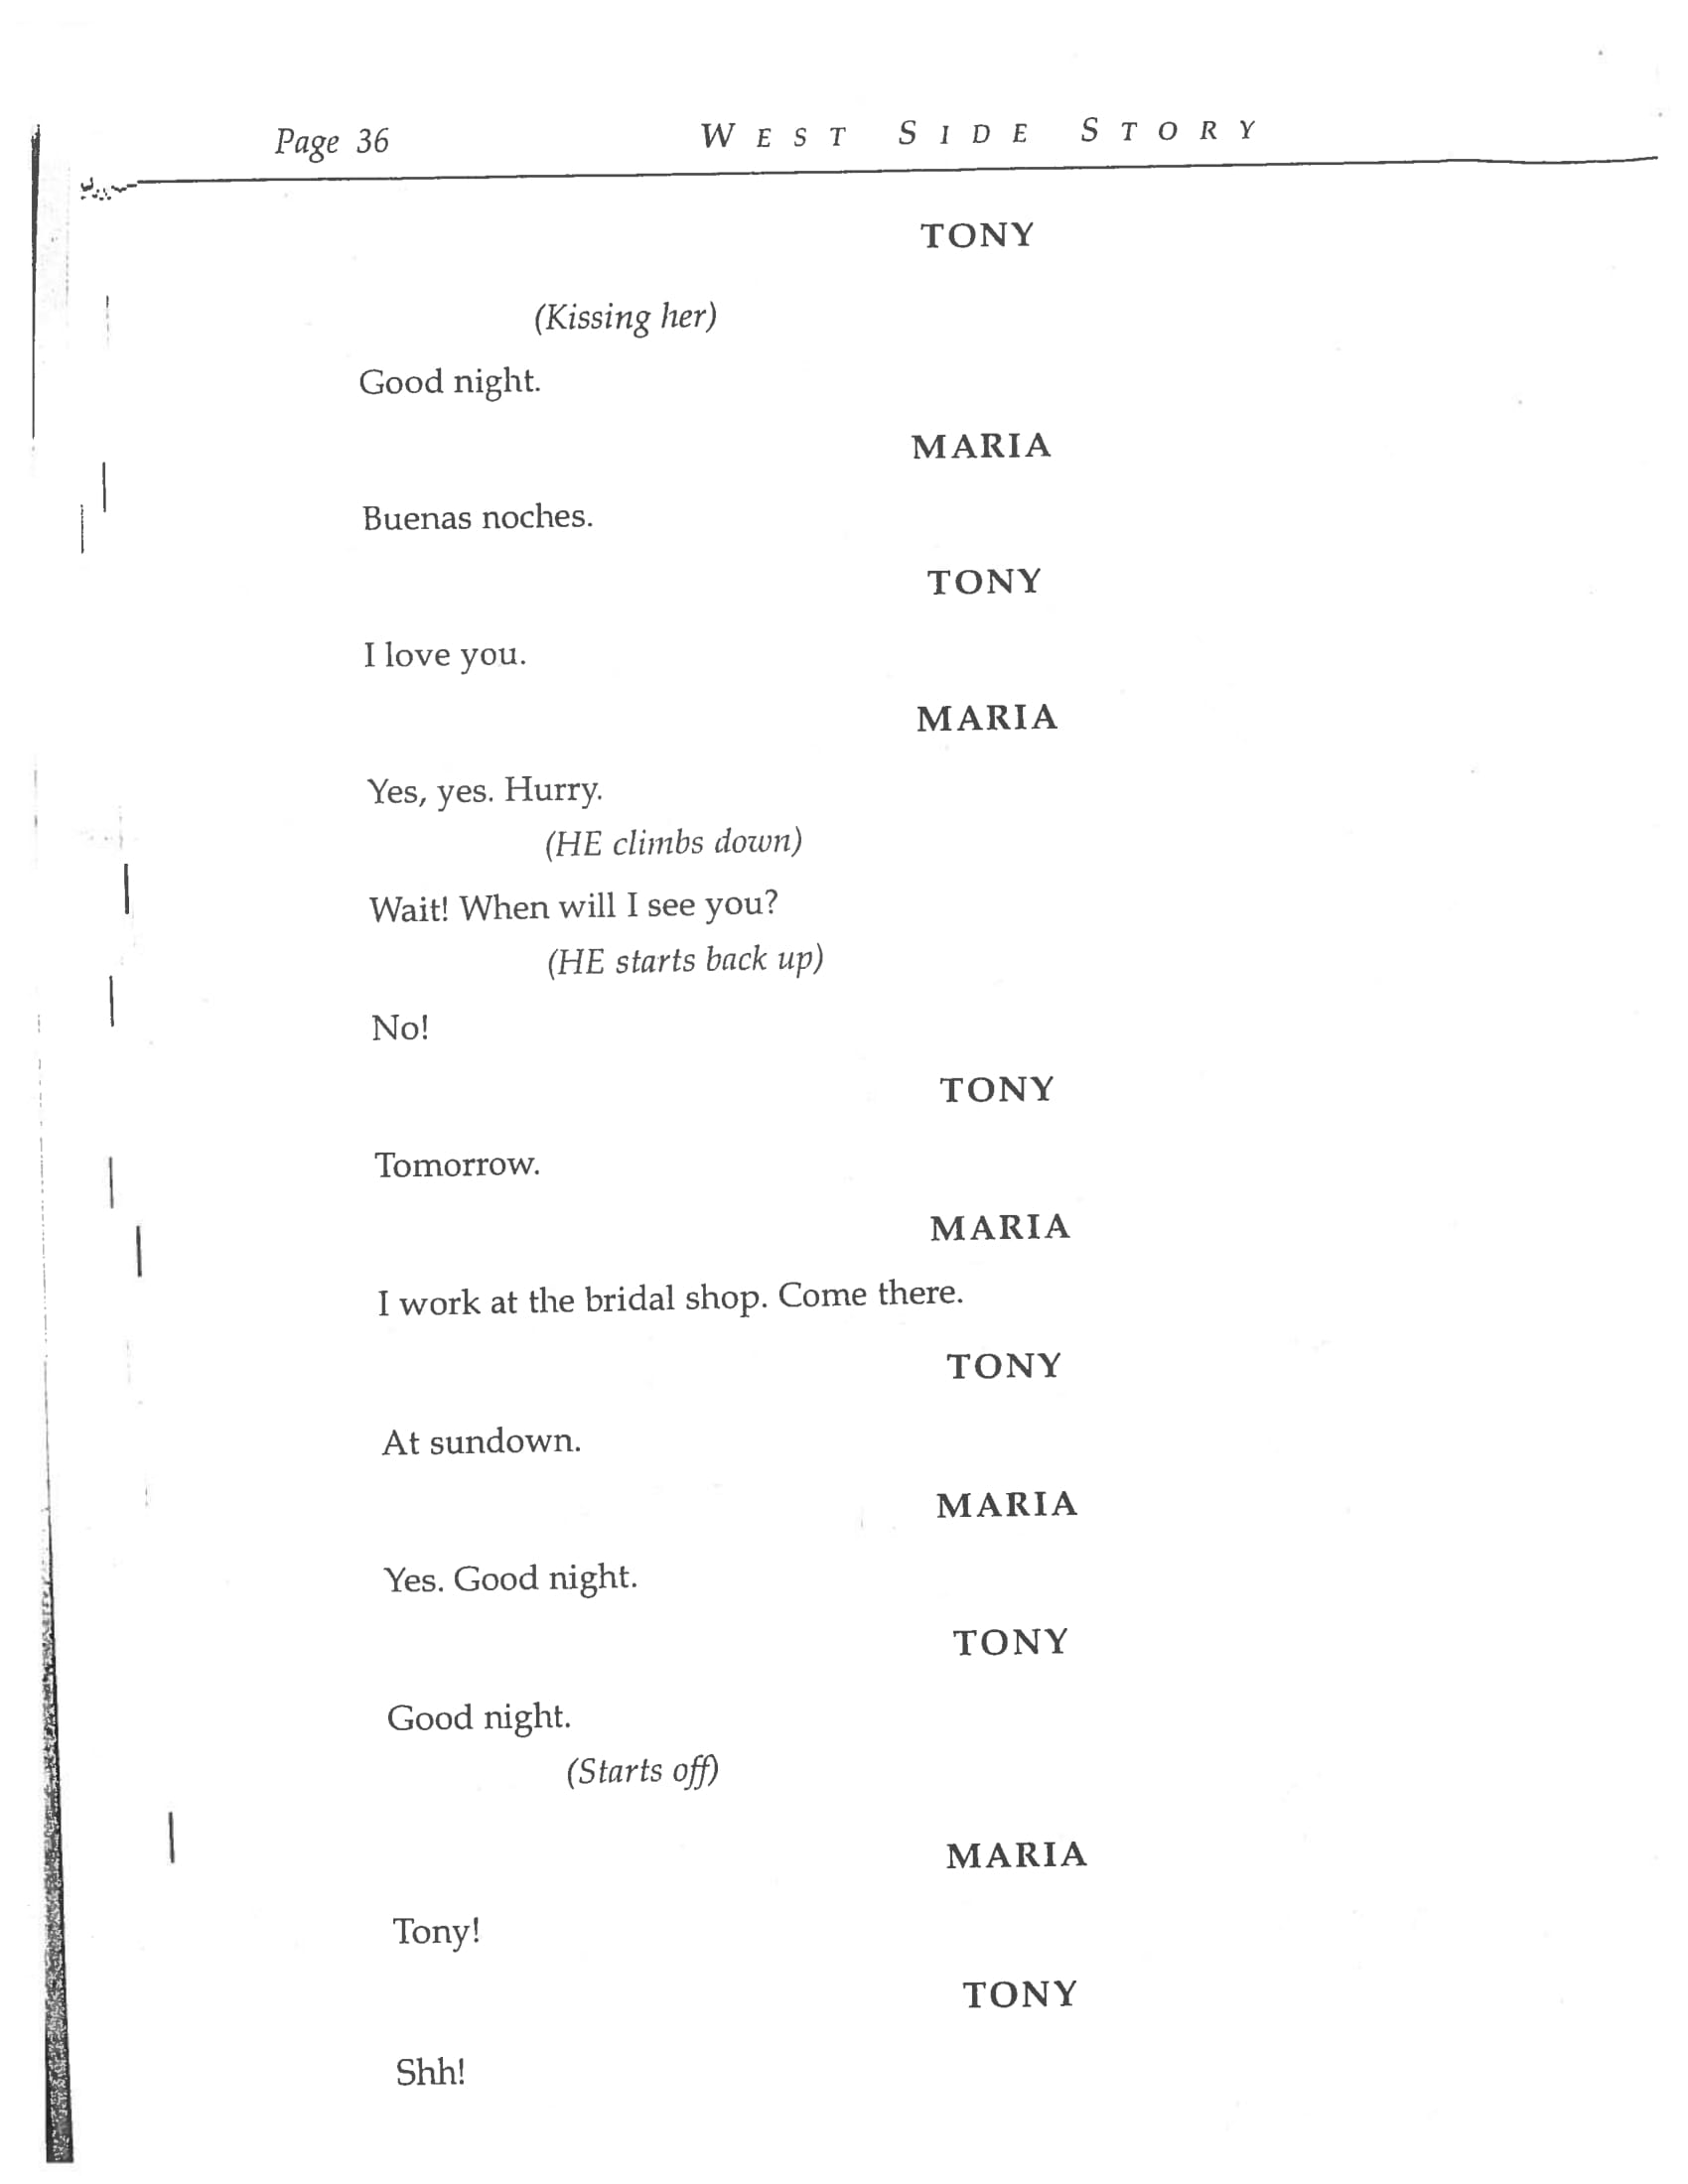 Page 36 WEST SIDE STORY
TONY
(Kissing her)
Good night.
MARIA
Buenas noches.
TONY
I love you.
MARIA
Yes, yes. Hurry.
(HE climbs down)
Wait! When will I see you?
(HE starts back up)
No!
TONY
Tomorrow.
MARIA
I work at the bridal shop. Come there.
TONY
At sundown.
MARIA
Yes. Good night.
TONY
Good night.
(Starts off)
MARIA
Tony!
TONY
Shh!